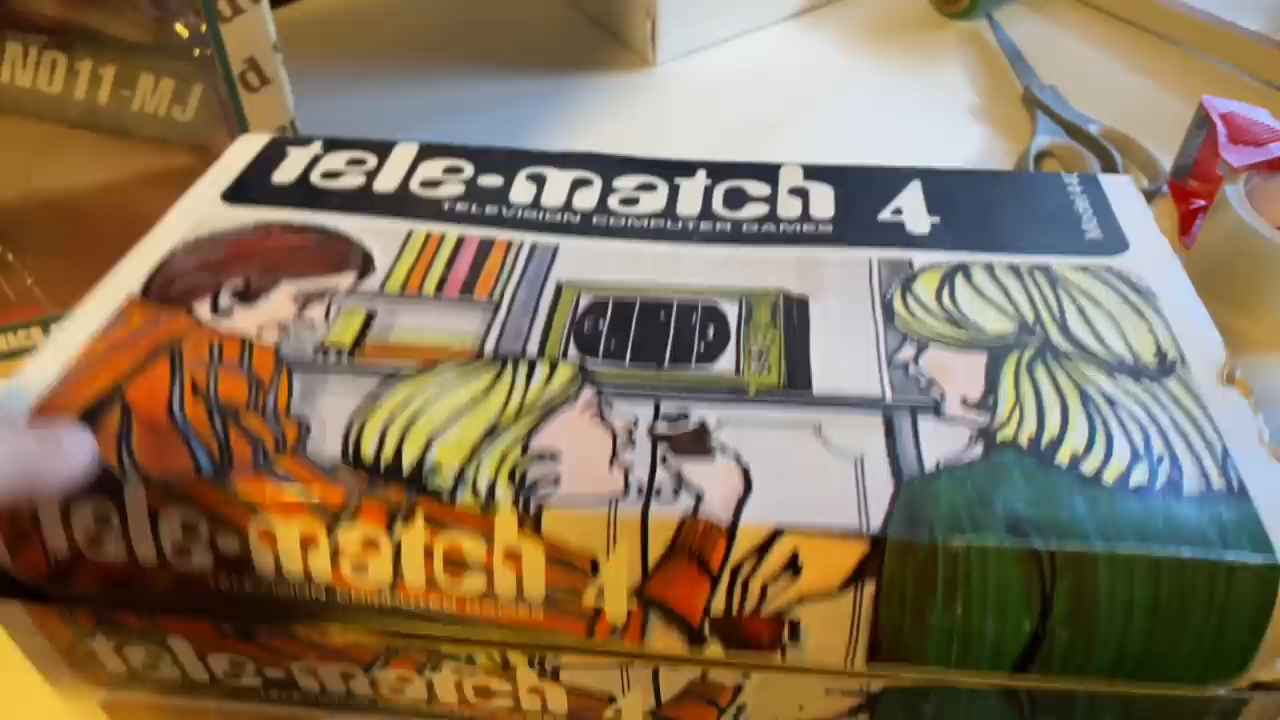 N011-MJ
d
tele-match 4
TELEVISION COMPUTER GAMES
tele-match 4
tele-match